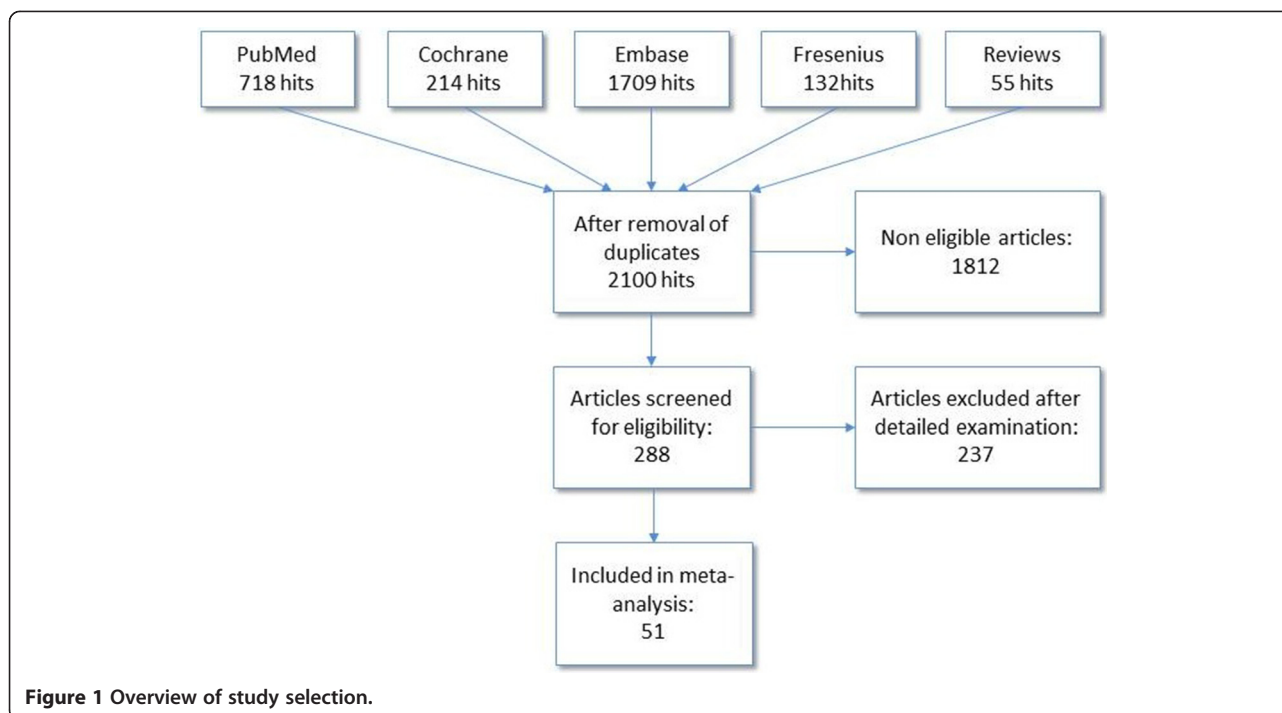 PubMed
718 hits
Cochrane
214 hits
Embase
1709 hits
Fresenius
132hits
Reviews
55 hits
After removal of
duplicates
2100 hits
Non eligible articles:
1812
Articles screened
for eligibility:
288
Articles excluded after
detailed examination:
237
Included in meta-
analysis:
51
Figure 1 Overview of study selection.